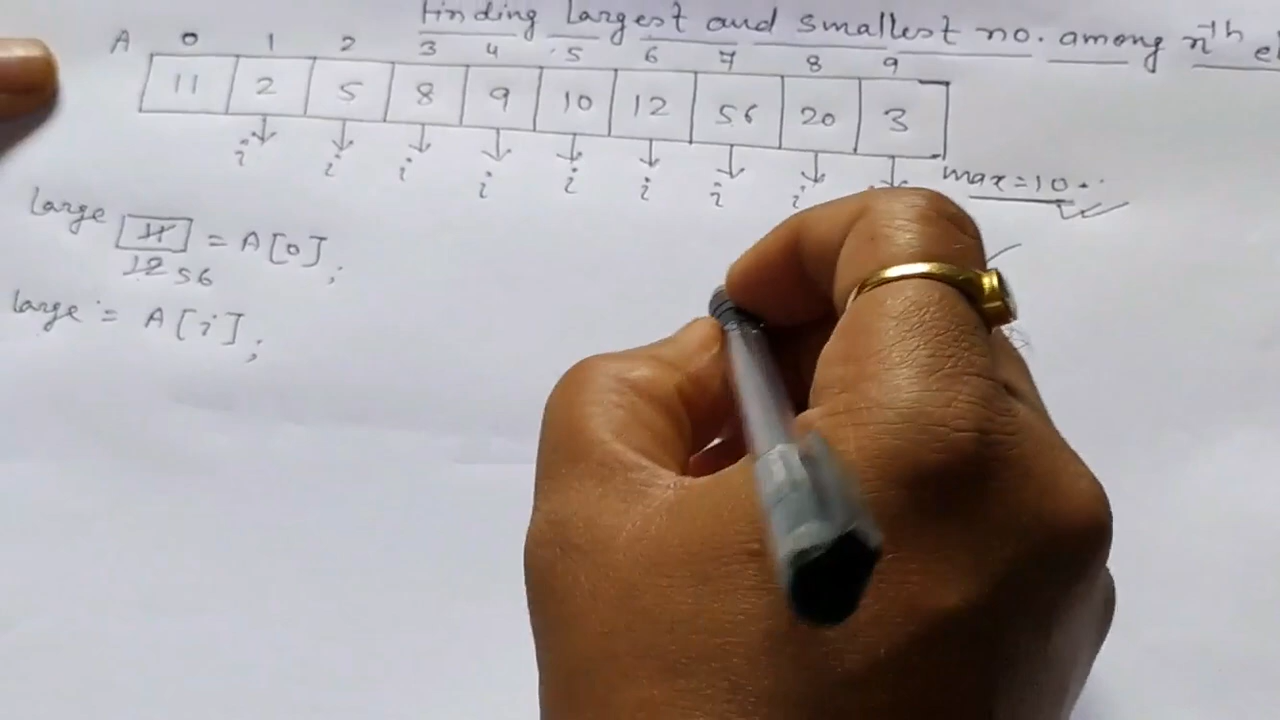 Finding Largest and smallest no. among nth
A 0 1 2 3 4 5 6 7 8 9
11 2 5 8 9 10 12 56 20 3
i i i i i i i i
max=10
large 11 = A[0];
12 56
large = A[i];